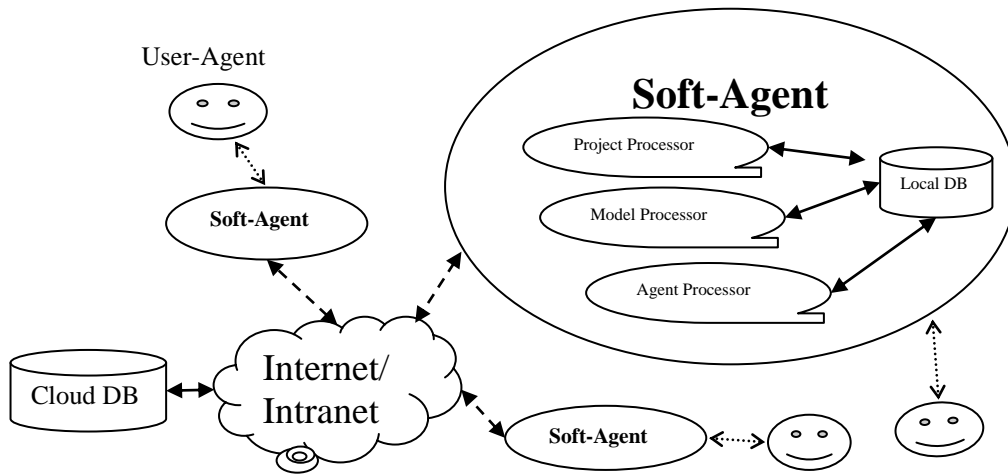 User-Agent
Soft-Agent
Project Processor
Local DB
Model Processor
Soft-Agent
Agent Processor
Internet/
Intranet
Cloud DB
Soft-Agent